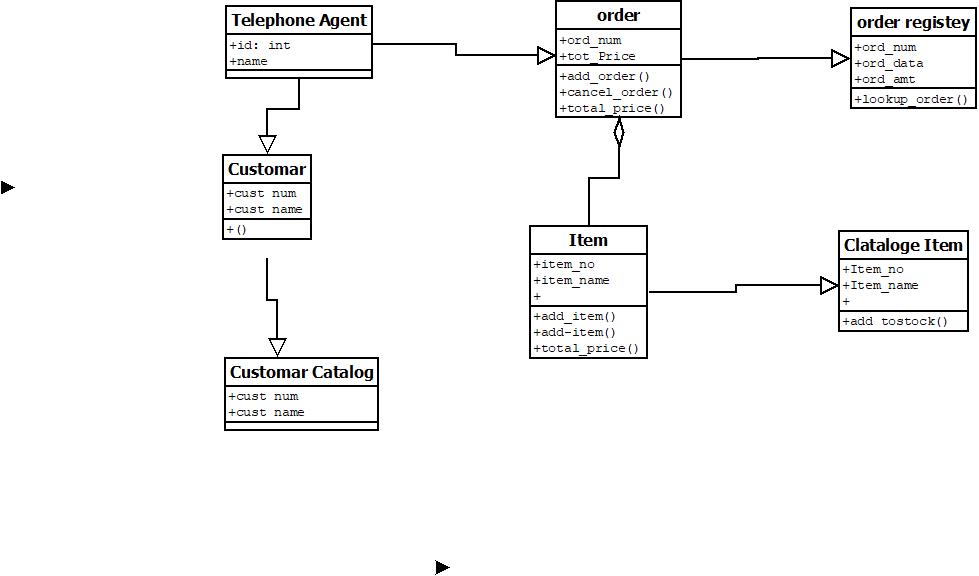 Telephone Agent
+id: int
+name
order
+ord_num
+tot_Price
+add_order()
+cancel_order()
+total_price()
order registey
+ord_num
+ord_data
+ord_amt
+lookup_order()
Customar
+cust num
+cust name
+()
Item
+item_no
+item_name
+
+add_item()
+add-item()
+total_price()
Clataloge Item
+Item_no
+Item_name
+
+add tostock()
Customar Catalog
+cust num
+cust name